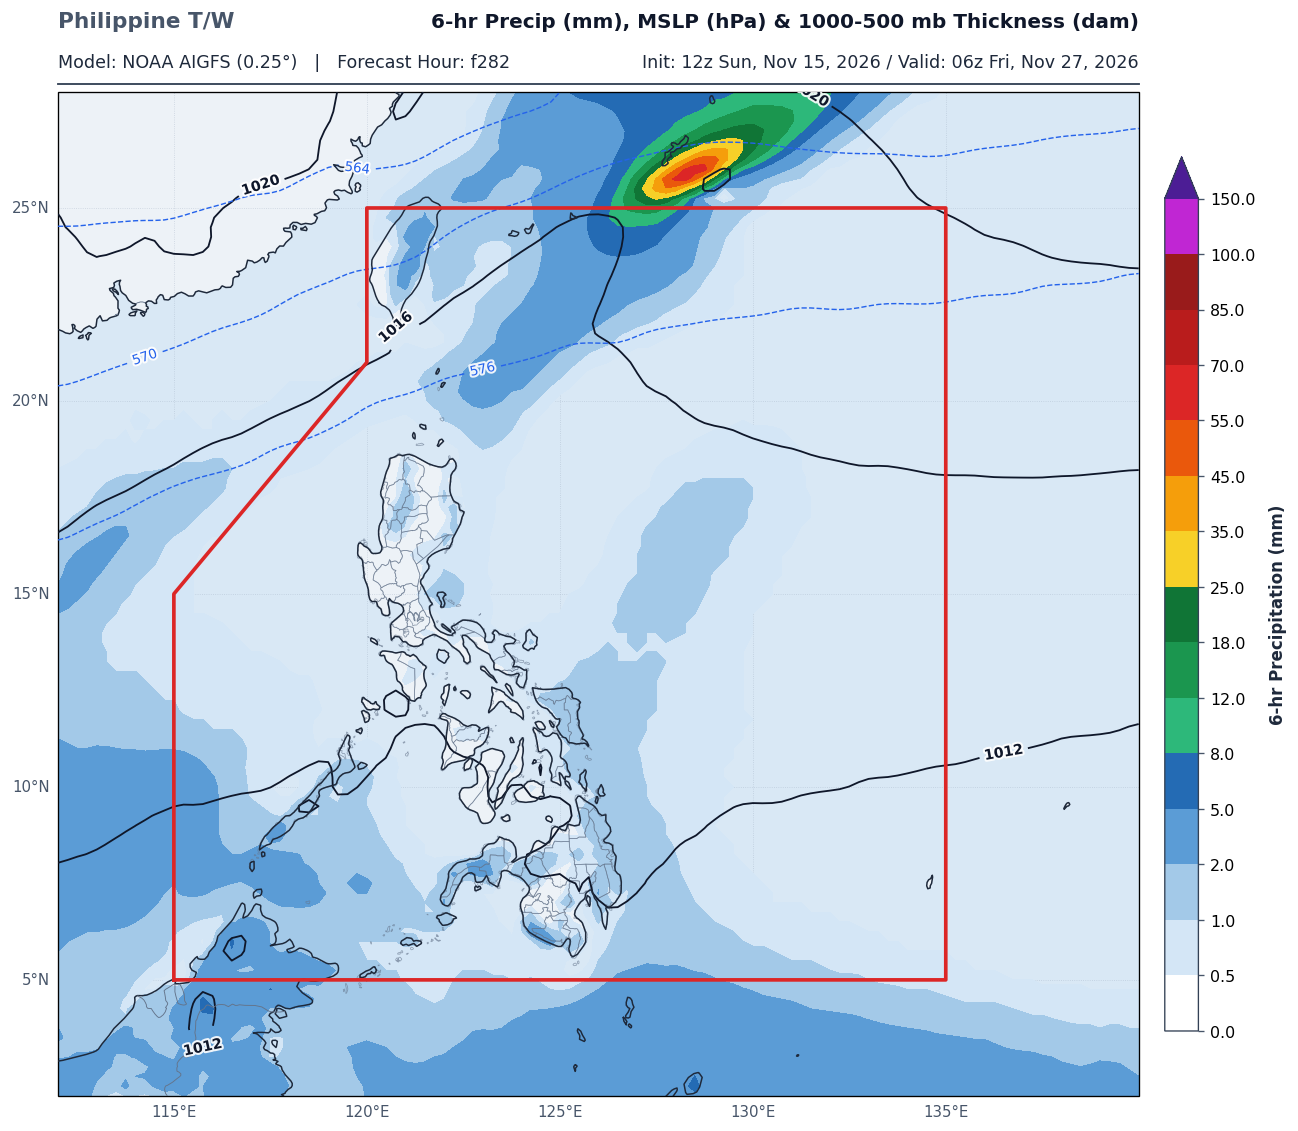 Philippine T/W
6-hr Precip (mm), MSLP (hPa) & 1000-500 mb Thickness (dam)
Model: NOAA AIGFS (0.25°) | Forecast Hour: f282
Init: 12z Sun, Nov 15, 2026 / Valid: 06z Fri, Nov 27, 2026
564
1020
25°N
1016
570
576
20°N
15°N
1012
10°N
5°N
1012
115°E
120°E
125°E
130°E
135°E
150.0
100.0
85.0
70.0
55.0
45.0
35.0
25.0
18.0
12.0
8.0
5.0
2.0
1.0
0.5
0.0
6-hr Precipitation (mm)